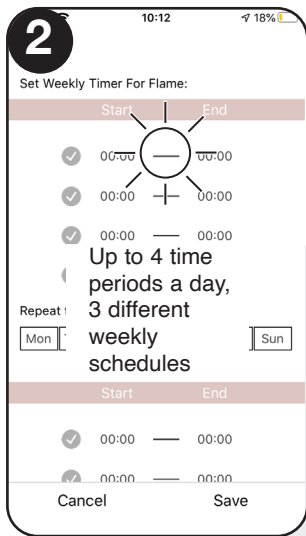 2
10:12 18%
Set Weekly Timer For Flame:
Start End
00:00 — 00:00
00:00 — 00:00
00:00 — 00:00
Up to 4 time
periods a day,
3 different
weekly
schedules
Repeat
Mon Sun
Start End
00:00 — 00:00
00:00 — 00:00
Cancel Save